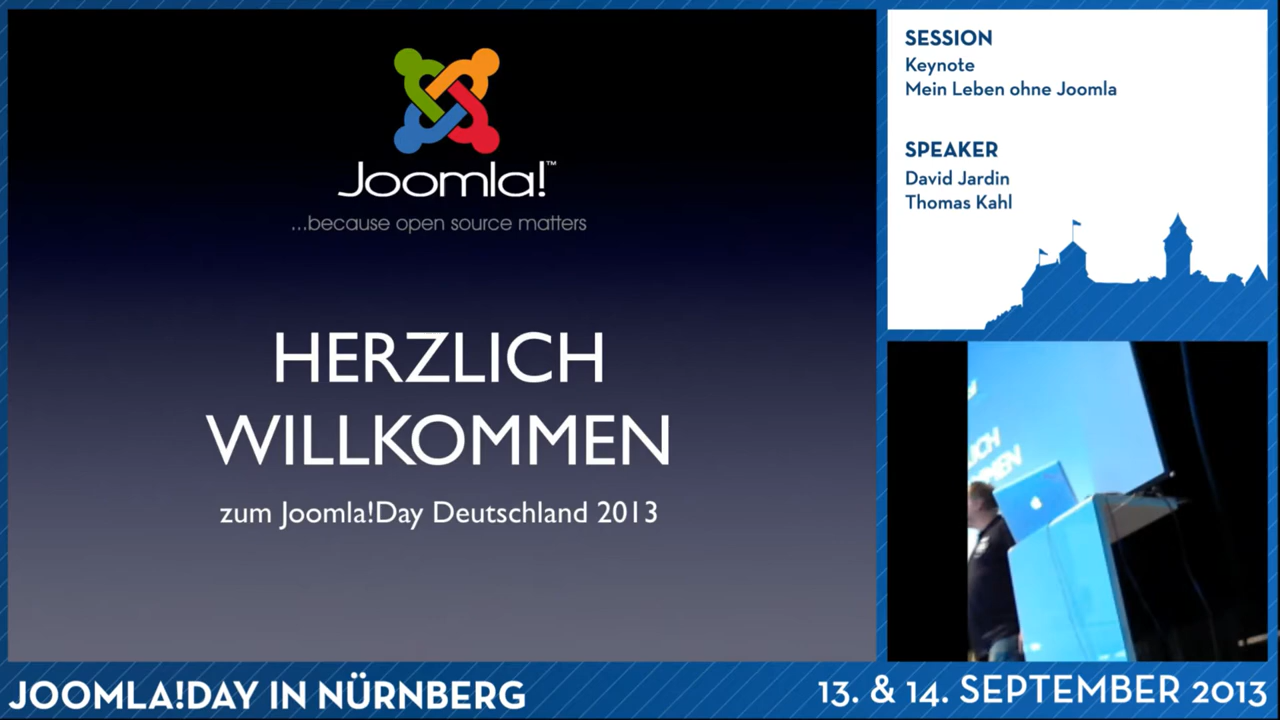 Joomla!™
...because open source matters
HERZLICH
WILLKOMMEN
zum Joomla!Day Deutschland 2013
SESSION
Keynote
Mein Leben ohne Joomla
SPEAKER
David Jardin
Thomas Kahl
JOOMLA!DAY IN NÜRNBERG
13. & 14. SEPTEMBER 2013